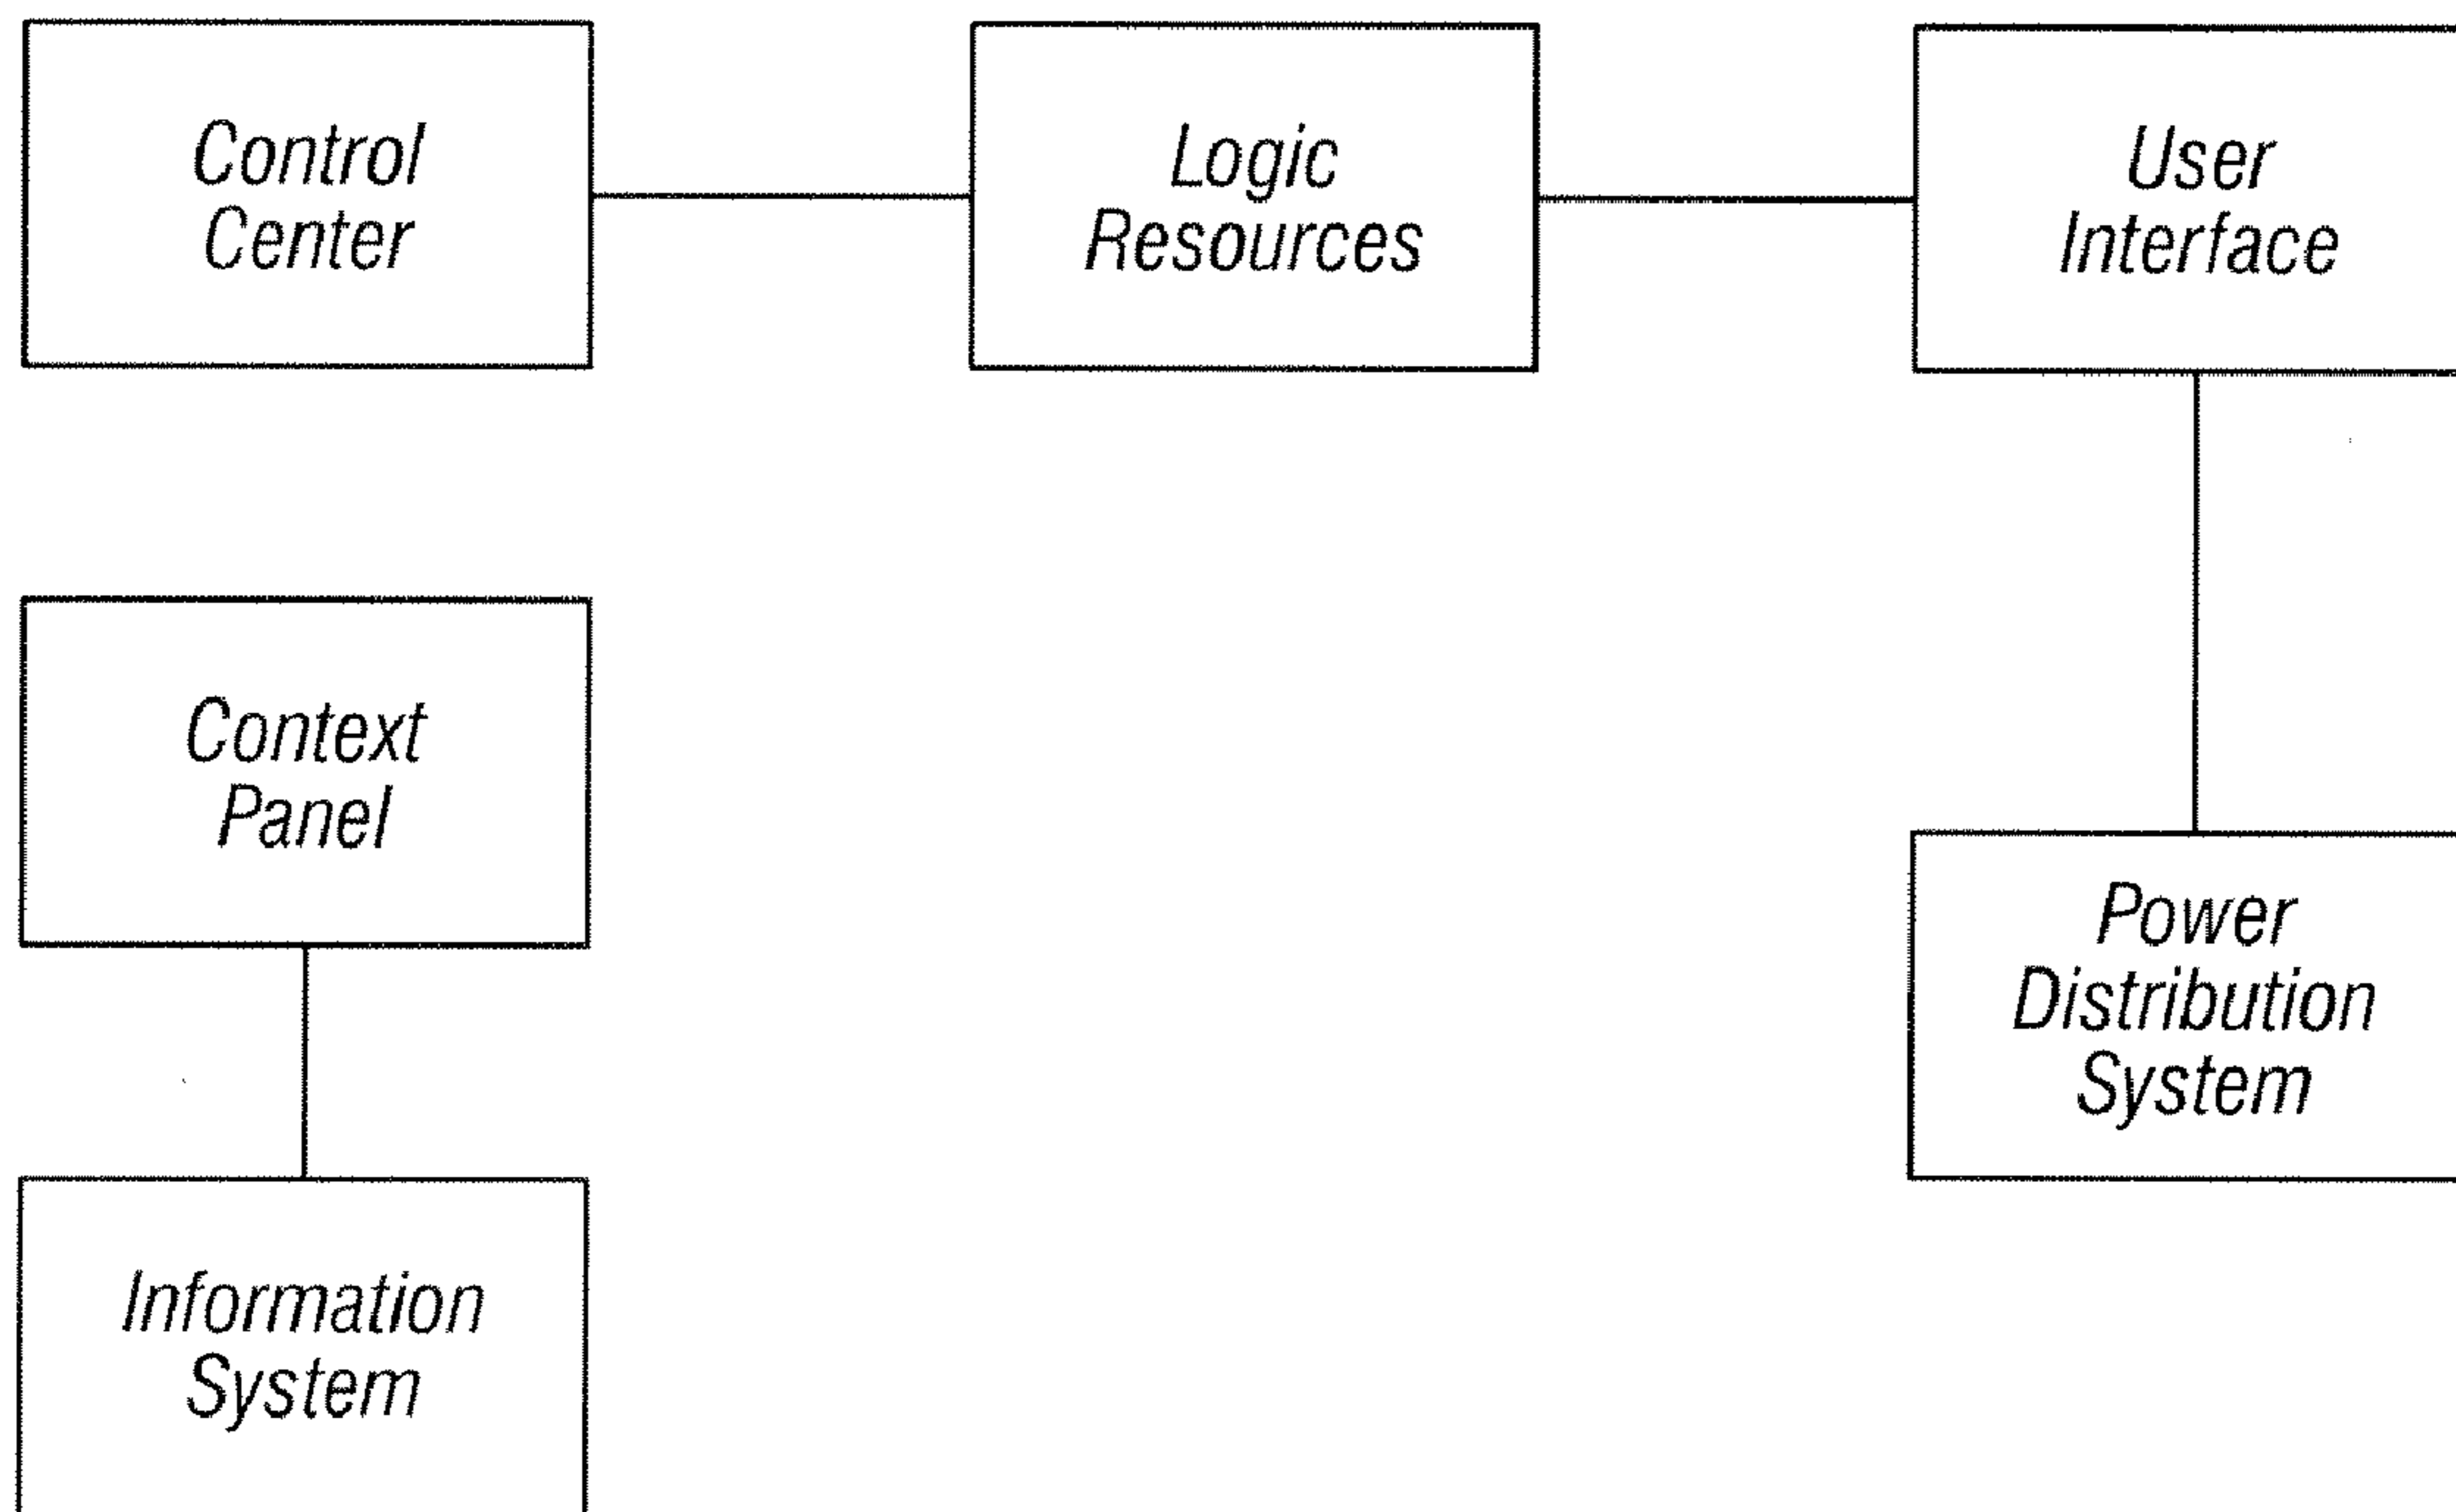 Control
Center
Logic
Resources
User
Interface
Context
Panel
Power
Distribution
System
Information
System